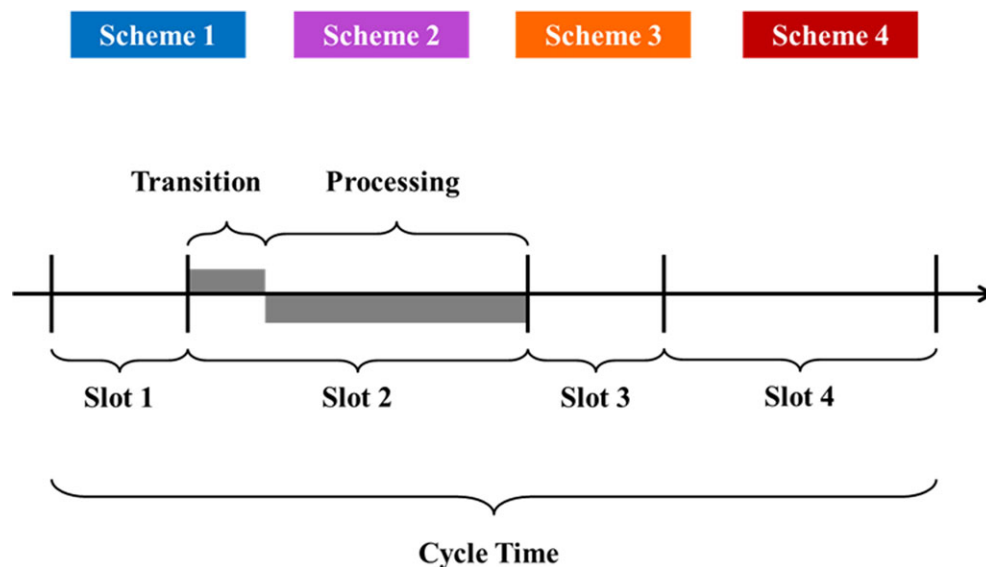 Scheme 1 Scheme 2 Scheme 3 Scheme 4
Transition Processing
Slot 1 Slot 2 Slot 3 Slot 4
Cycle Time